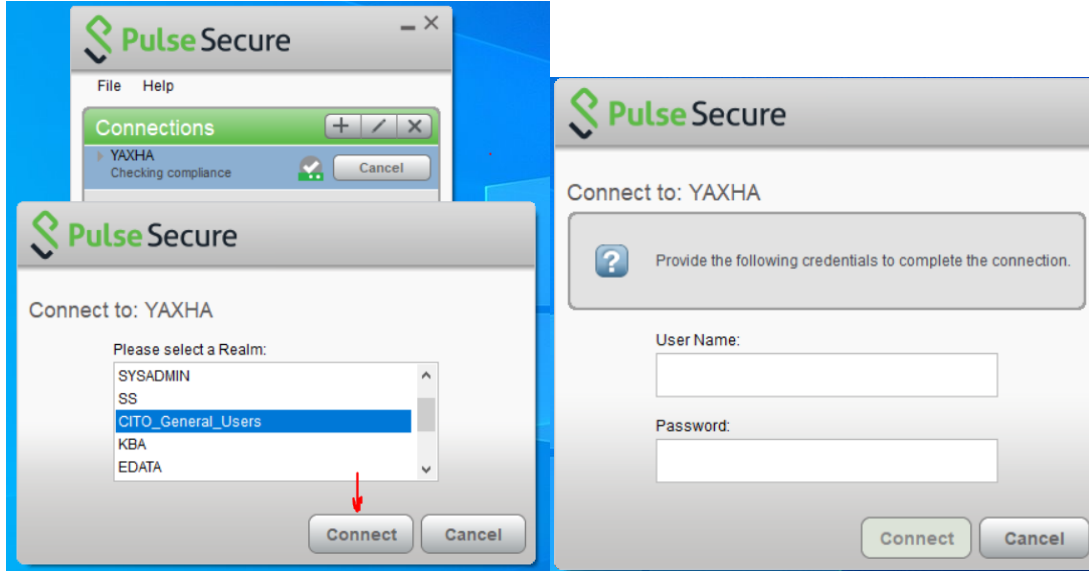 Pulse Secure
File Help
Connections
YAXHA
Checking compliance
Cancel
Pulse Secure
Connect to: YAXHA
Please select a Realm:
SYSADMIN
SS
CITO_General_Users
KBA
EDATA
Connect Cancel
Pulse Secure
Connect to: YAXHA
Provide the following credentials to complete the connection.
User Name:
Password:
Connect Cancel